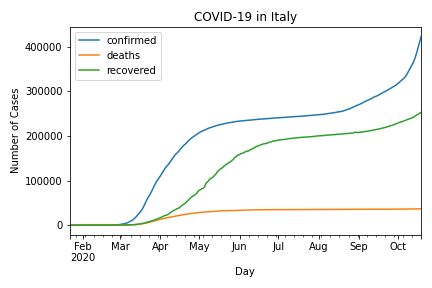 COVID-19 in Italy
confirmed
deaths
recovered
Number of Cases
400000
300000
200000
100000
0
Feb Mar Apr May Jun Jul Aug Sep Oct
2020
Day